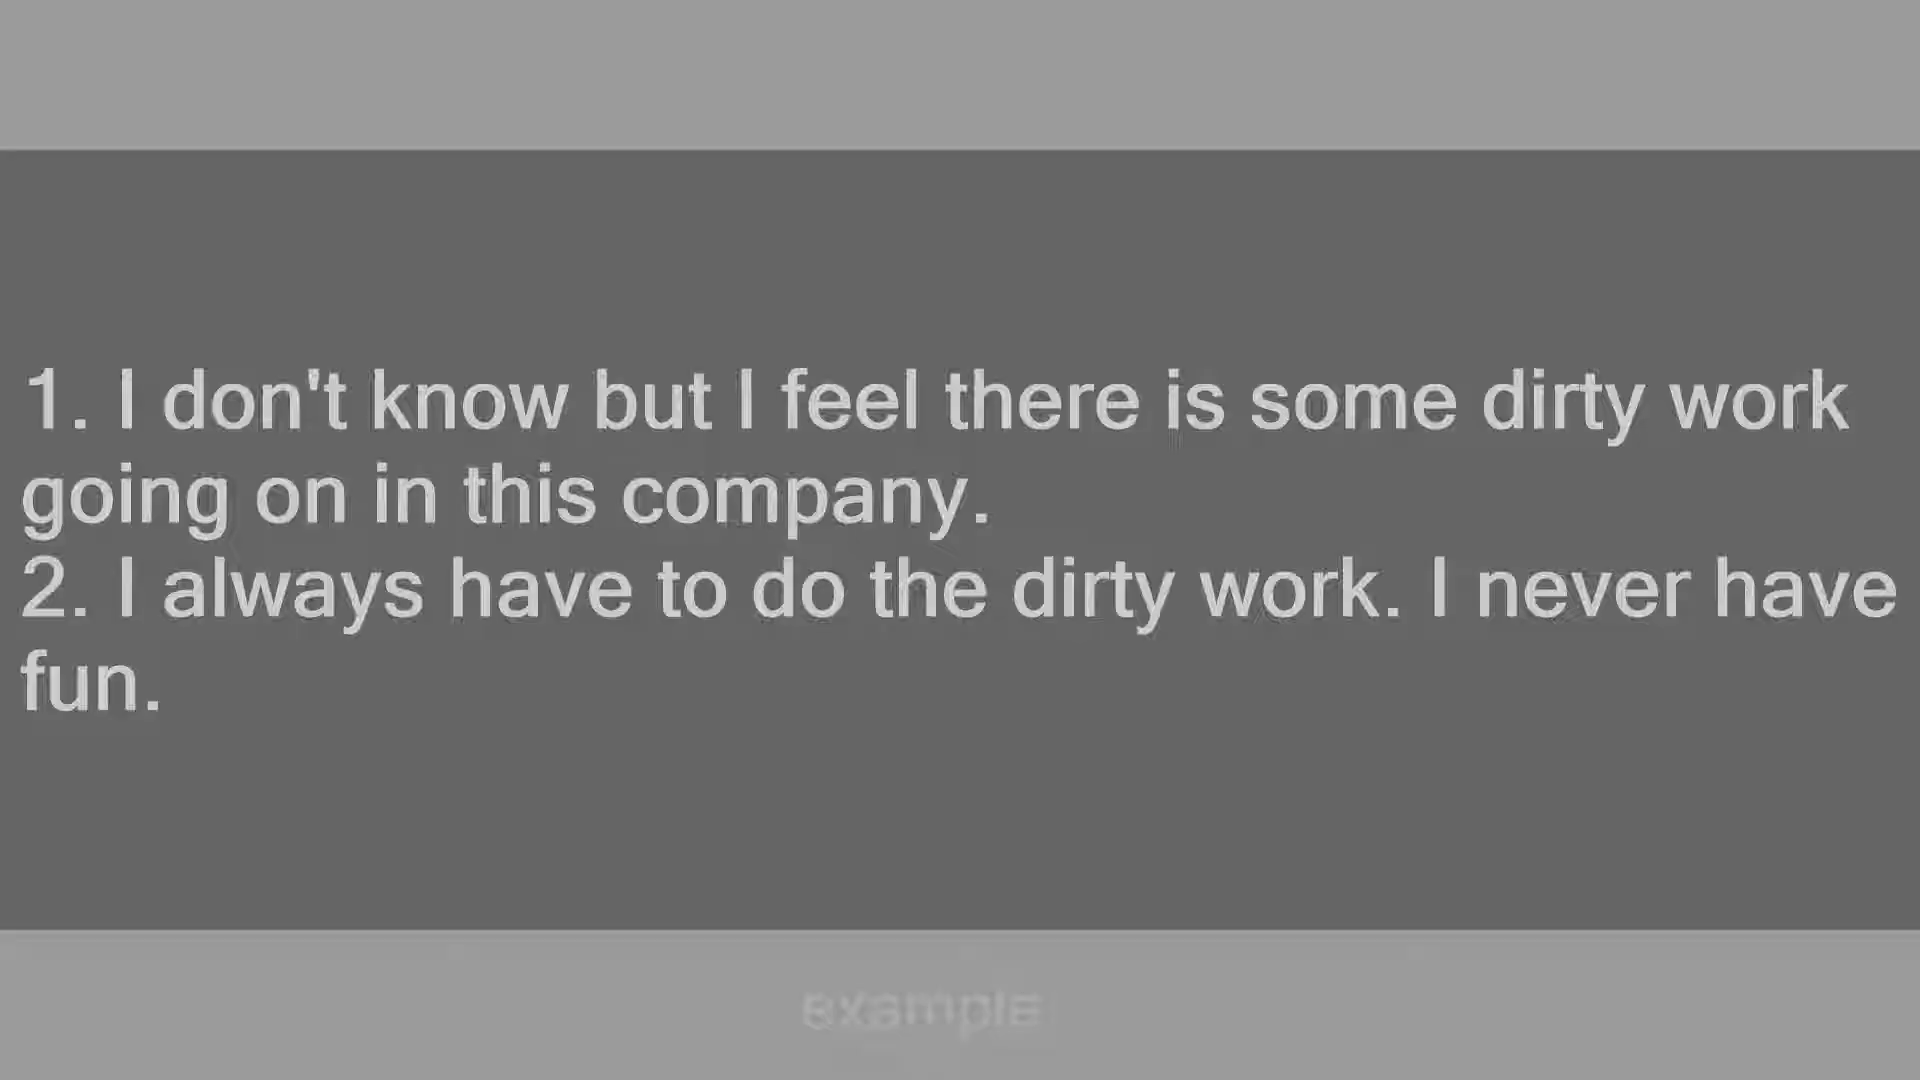 1. I don't know but I feel there is some dirty work
going on in this company.
2. I always have to do the dirty work. I never have
fun.
example